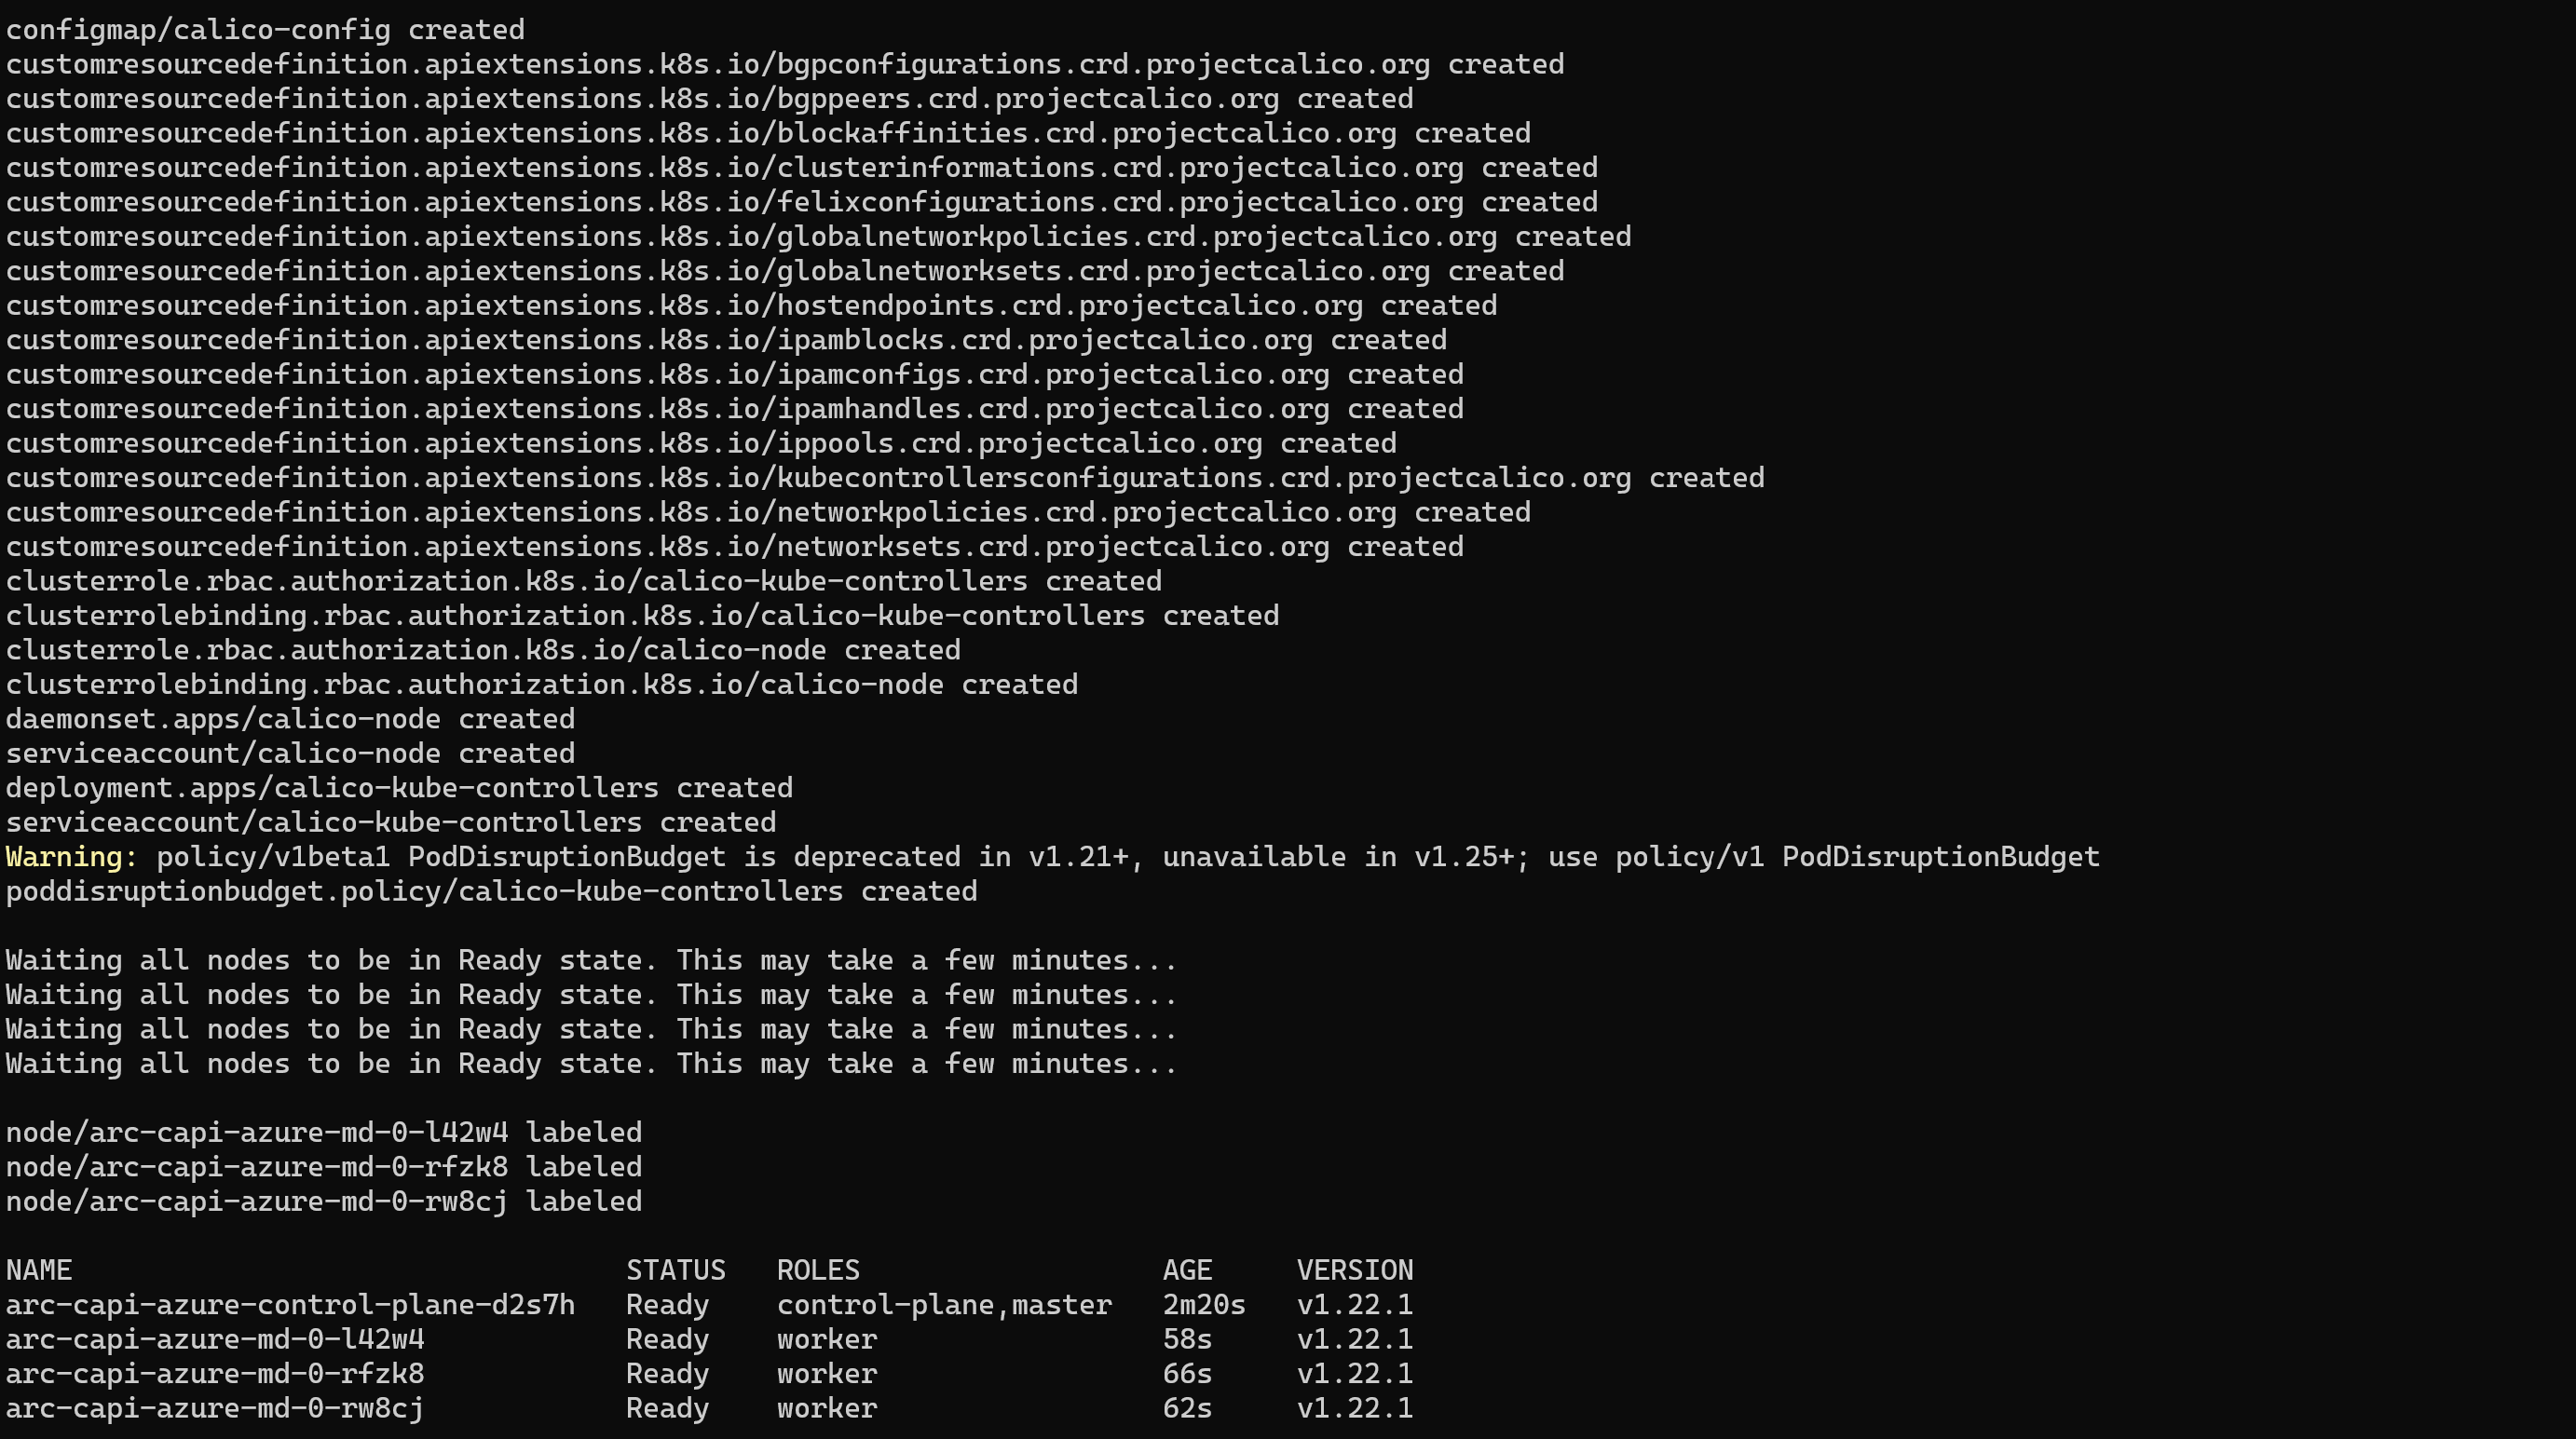 configmap/calico-config created
customresourcedefinition.apiextensions.k8s.io/bgpconfigurations.crd.projectcalico.org created
customresourcedefinition.apiextensions.k8s.io/bgppeers.crd.projectcalico.org created
customresourcedefinition.apiextensions.k8s.io/blockaffinities.crd.projectcalico.org created
customresourcedefinition.apiextensions.k8s.io/clusterinformations.crd.projectcalico.org created
customresourcedefinition.apiextensions.k8s.io/felixconfigurations.crd.projectcalico.org created
customresourcedefinition.apiextensions.k8s.io/globalnetworkpolicies.crd.projectcalico.org created
customresourcedefinition.apiextensions.k8s.io/globalnetworksets.crd.projectcalico.org created
customresourcedefinition.apiextensions.k8s.io/hostendpoints.crd.projectcalico.org created
customresourcedefinition.apiextensions.k8s.io/ipamblocks.crd.projectcalico.org created
customresourcedefinition.apiextensions.k8s.io/ipamconfigs.crd.projectcalico.org created
customresourcedefinition.apiextensions.k8s.io/ipamhandles.crd.projectcalico.org created
customresourcedefinition.apiextensions.k8s.io/ippools.crd.projectcalico.org created
customresourcedefinition.apiextensions.k8s.io/kubecontrollersconfigurations.crd.projectcalico.org created
customresourcedefinition.apiextensions.k8s.io/networkpolicies.crd.projectcalico.org created
customresourcedefinition.apiextensions.k8s.io/networksets.crd.projectcalico.org created
clusterrole.rbac.authorization.k8s.io/calico-kube-controllers created
clusterrolebinding.rbac.authorization.k8s.io/calico-kube-controllers created
clusterrole.rbac.authorization.k8s.io/calico-node created
clusterrolebinding.rbac.authorization.k8s.io/calico-node created
daemonset.apps/calico-node created
serviceaccount/calico-node created
deployment.apps/calico-kube-controllers created
serviceaccount/calico-kube-controllers created
Warning: policy/v1beta1 PodDisruptionBudget is deprecated in v1.21+, unavailable in v1.25+; use policy/v1 PodDisruptionBudget
poddisruptionbudget.policy/calico-kube-controllers created

Waiting all nodes to be in Ready state. This may take a few minutes...
Waiting all nodes to be in Ready state. This may take a few minutes...
Waiting all nodes to be in Ready state. This may take a few minutes...
Waiting all nodes to be in Ready state. This may take a few minutes...

node/arc-capi-azure-md-0-l42w4 labeled
node/arc-capi-azure-md-0-rfzk8 labeled
node/arc-capi-azure-md-0-rw8cj labeled

NAME                                 STATUS   ROLES                  AGE     VERSION
arc-capi-azure-control-plane-d2s7h   Ready    control-plane,master   2m20s   v1.22.1
arc-capi-azure-md-0-l42w4            Ready    worker                 58s     v1.22.1
arc-capi-azure-md-0-rfzk8            Ready    worker                 66s     v1.22.1
arc-capi-azure-md-0-rw8cj            Ready    worker                 62s     v1.22.1